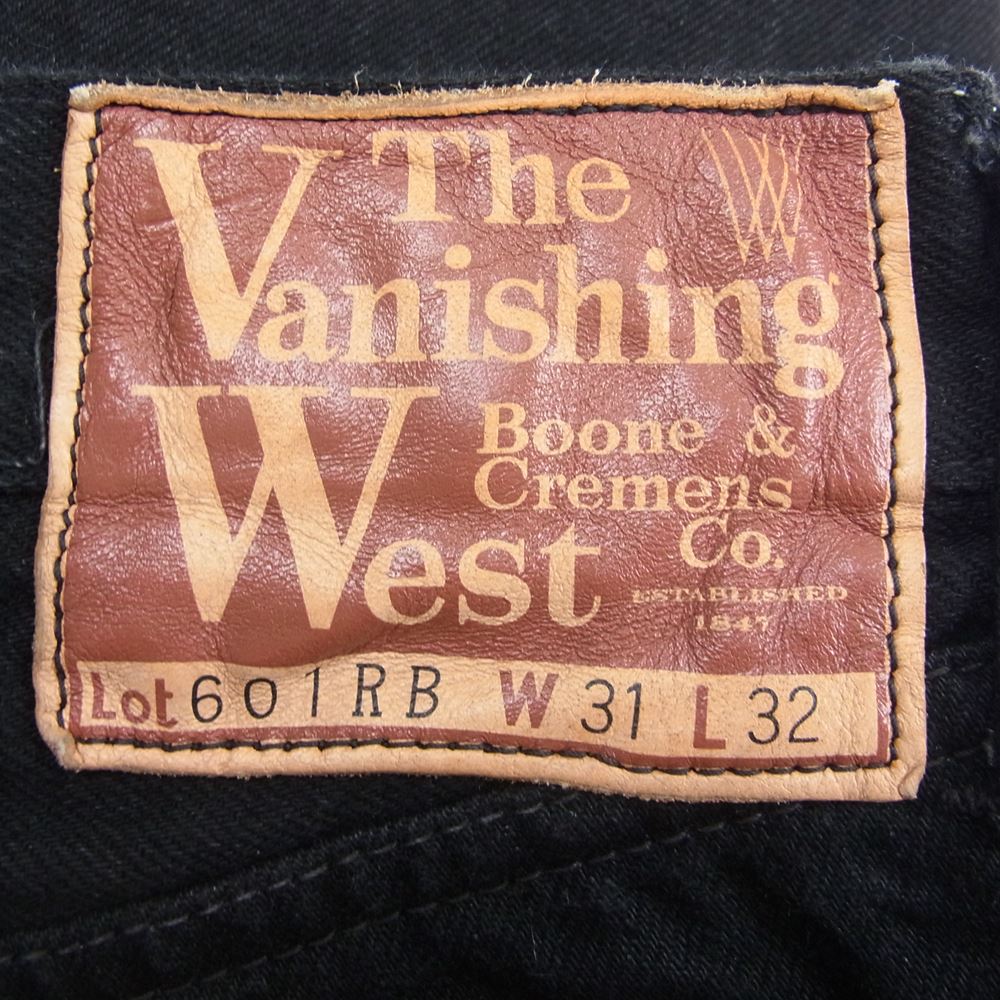 The
Vanishing
West
Boone &
Cremens
Co.
ESTABLISHED
1847
Lot 601RB W 31 L 32